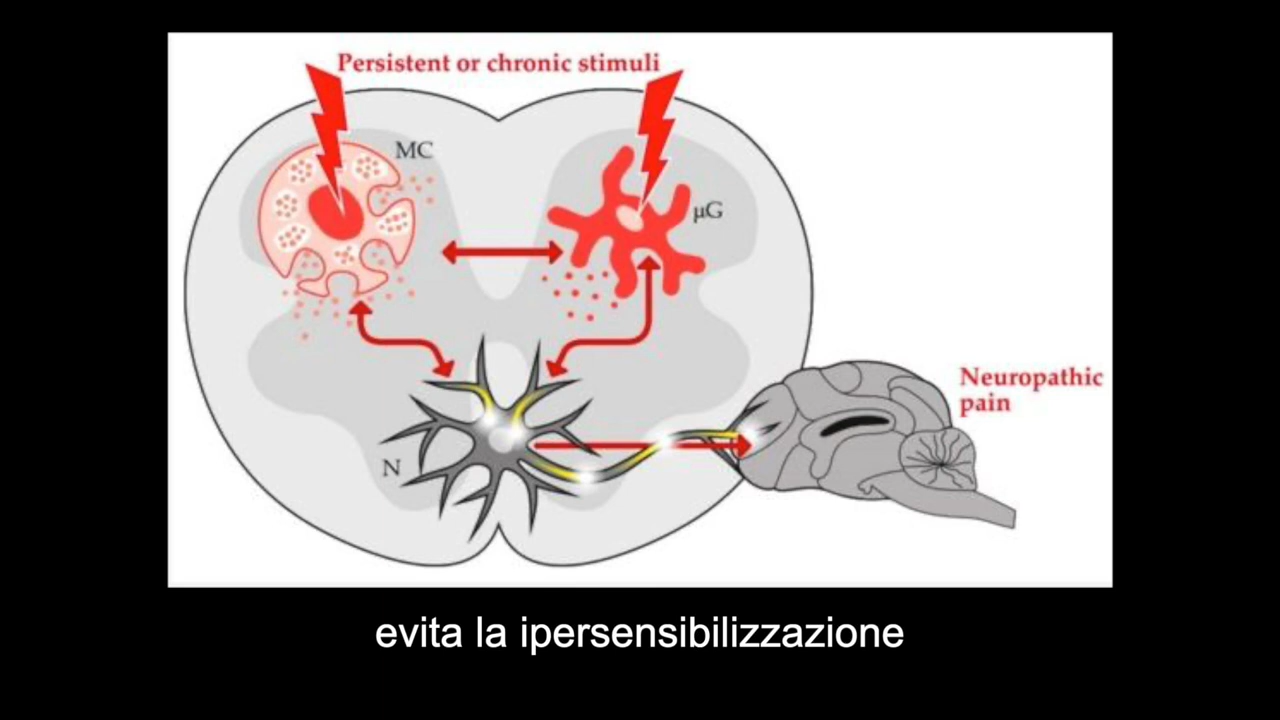 Persistent or chronic stimuli
MC
μG
Neuropathic
pain
N
evita la ipersensibilizzazione